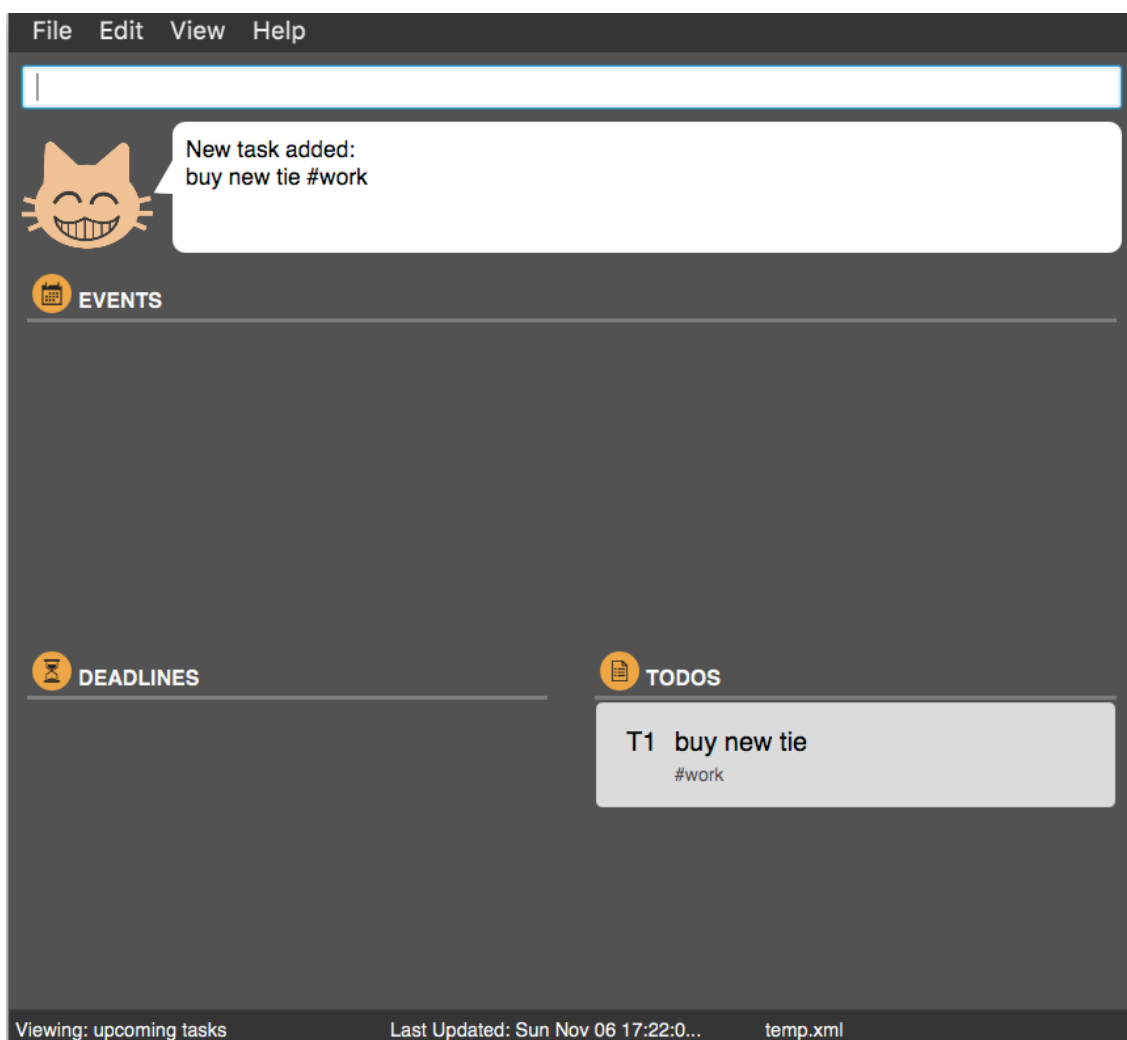 File Edit View Help
New task added:
buy new tie #work
EVENTS
DEADLINES
TODOS
T1 buy new tie
#work
Viewing: upcoming tasks Last Updated: Sun Nov 06 17:22:0... temp.xml